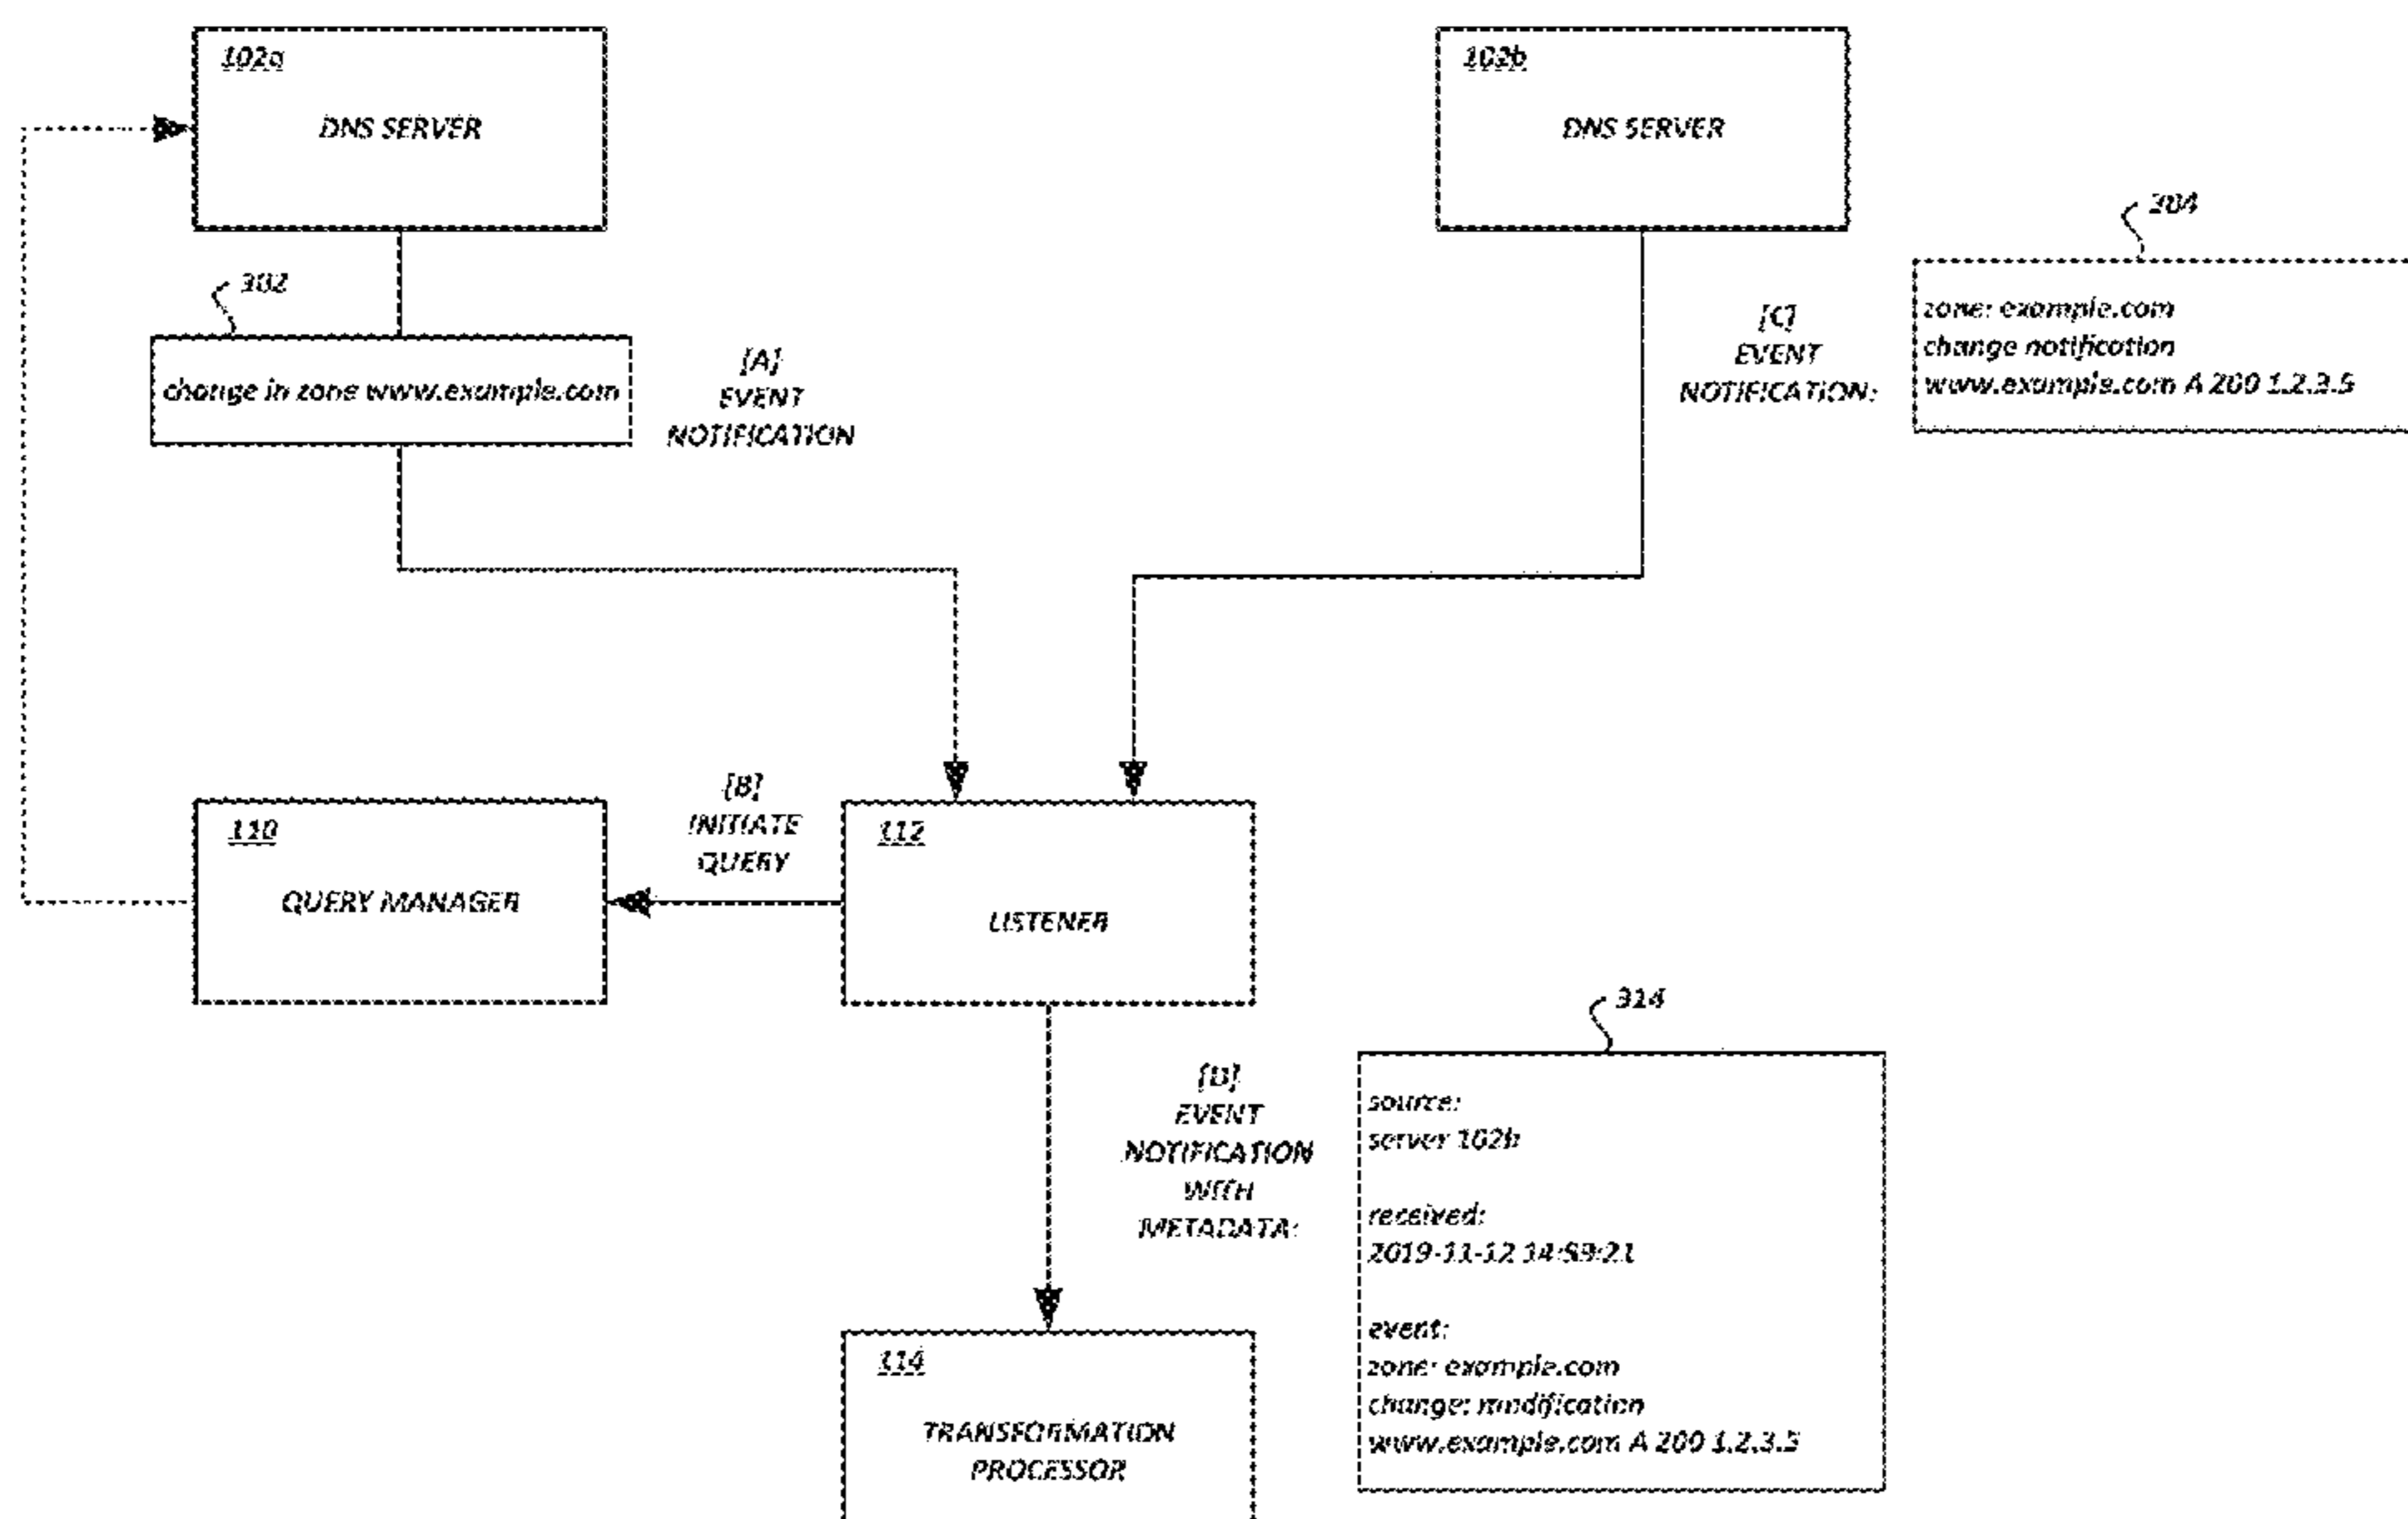 102a
DNS SERVER
102b
DNS SERVER
302
change in zone www.example.com
[A]
EVENT
NOTIFICATION
[C]
EVENT
NOTIFICATION:
304
zone: example.com
change notification
www.example.com A 200 1.2.3.5
110
QUERY MANAGER
[B]
INITIATE
QUERY
112
LISTENER
[D]
EVENT
NOTIFICATION
WITH
METADATA:
314
source:
server 102b
received:
2019-11-12 14:59:21
event:
zone: example.com
change: modification
www.example.com A 200 1.2.3.5
114
TRANSFORMATION
PROCESSOR